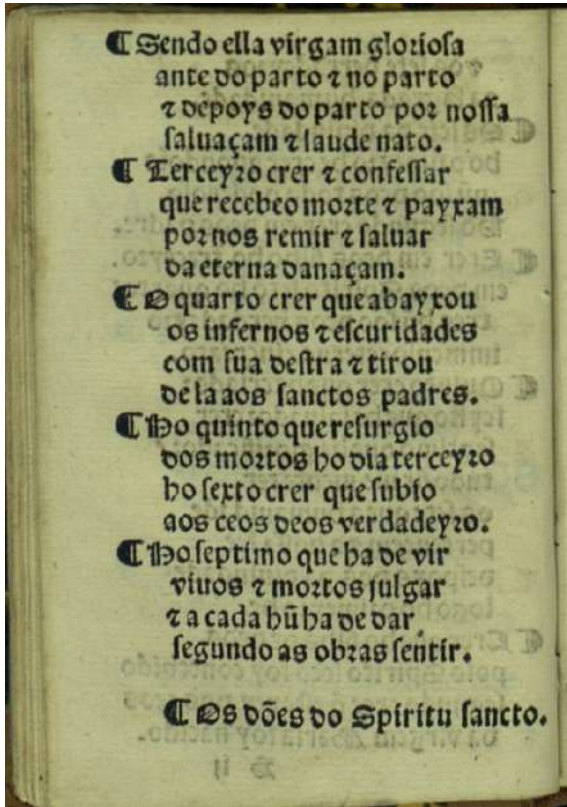 ¶ Sendo ella virgam gloriosa
ante do parto ⁊ no parto
⁊ depoys do parto por nossa
saluaçam ⁊ laude nato.
¶ Terceyro crer ⁊ confessar
que recebeo morte ⁊ payxam
por nos remir ⁊ saluar
da eterna danaçam.
¶ O quarto crer que abayxou
os infernos ⁊ escuridades
com sua destra ⁊ tirou
de la aos sanctos padres.
¶ Ho quinto que resurgio
dos mortos ho dia terceyro
ho sexto crer que subio
aos ceos deos verdadeyro.
¶ Ho septimo que ha de vir
viuos ⁊ mortos julgar
⁊ a cada hũ ha de dar
segundo as obras sentir.
¶ Os dões do Spiritu sancto.